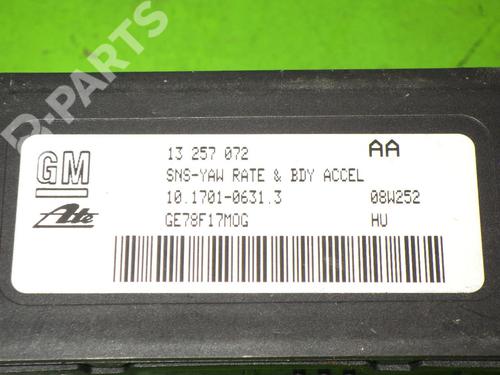 B-PARTS
GM
13 257 072 AA
SNS-YAW RATE & BDY ACCEL
Ate
10.1701-0631.3 08W252
GE78F17MOG HU